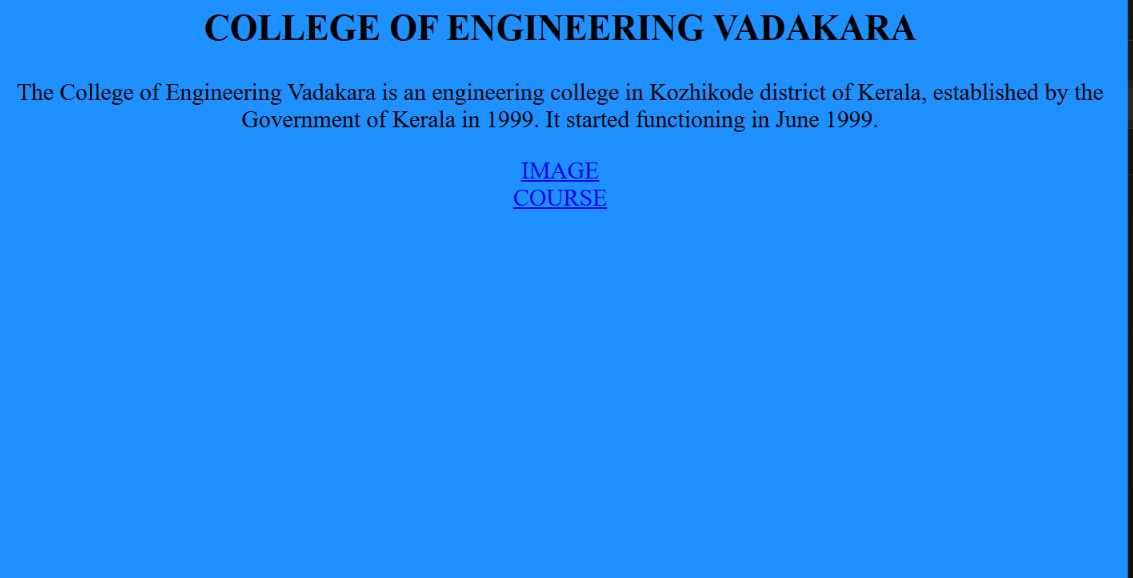 COLLEGE OF ENGINEERING VADAKARA
The College of Engineering Vadakara is an engineering college in Kozhikode district of Kerala, established by the
Government of Kerala in 1999. It started functioning in June 1999.
IMAGE
COURSE